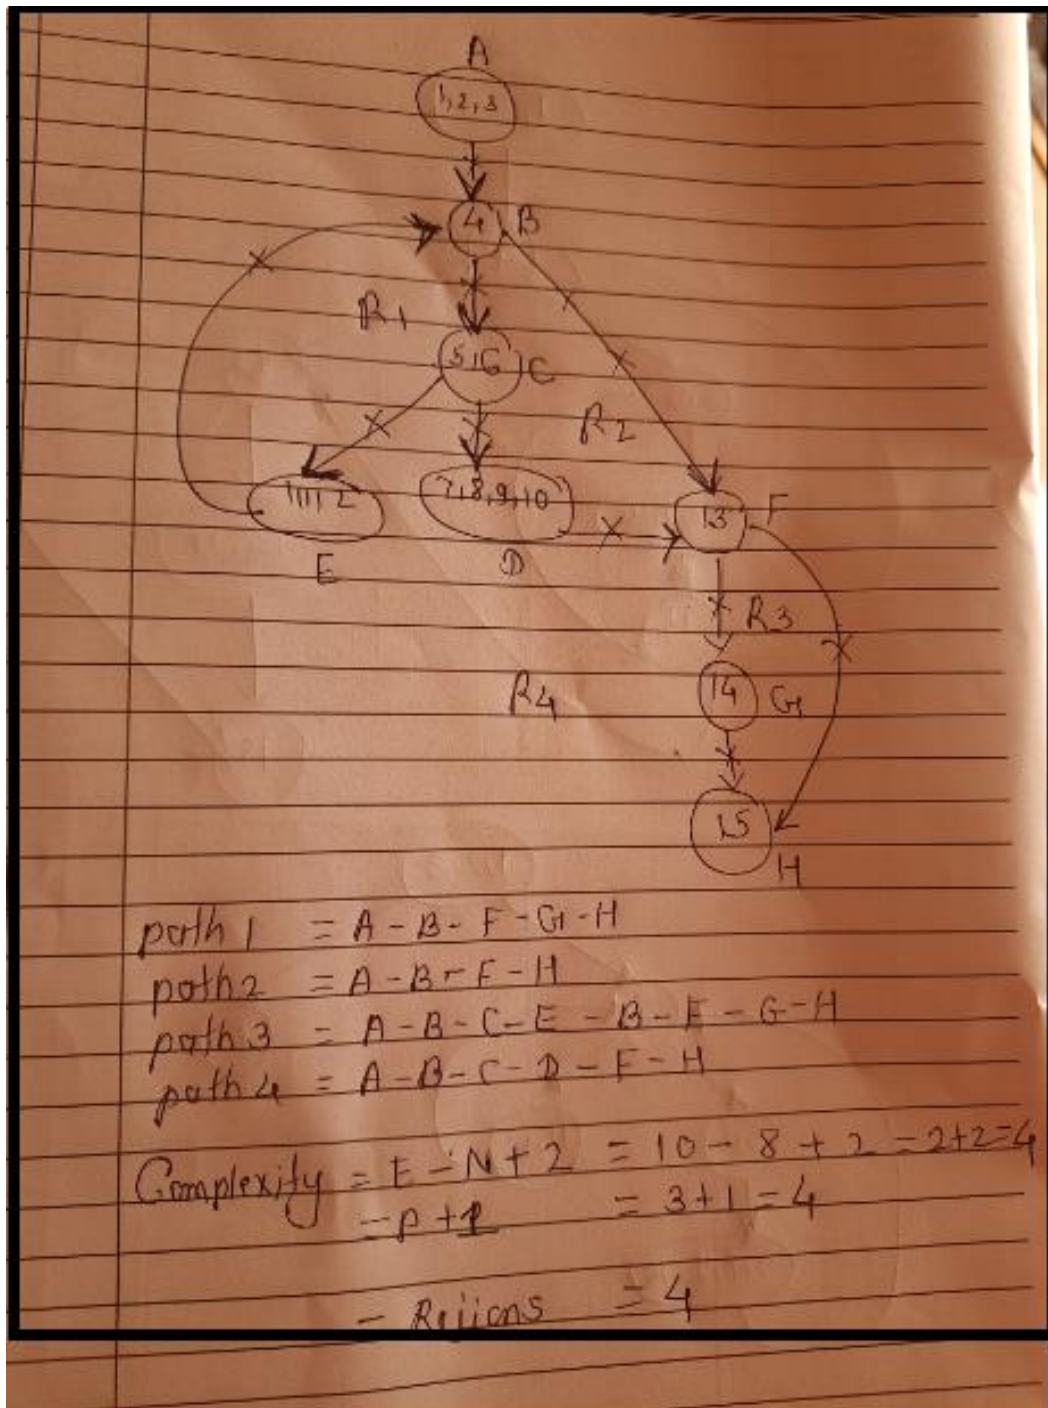 A
1, 2, 3
4 B
R1
5, 6 C
R2
11, 12
7, 8, 9, 10
13 F
E
D
R3
14 G
R4
15
H
path 1 = A - B - F - G - H
path 2 = A - B - F - H
path 3 = A - B - C - E - B - F - G - H
path 4 = A - B - C - D - F - H
Complexity = E - N + 2 = 10 - 8 + 2 = 2+2=4
= P + 1 = 3 + 1 = 4
- Rijions = 4